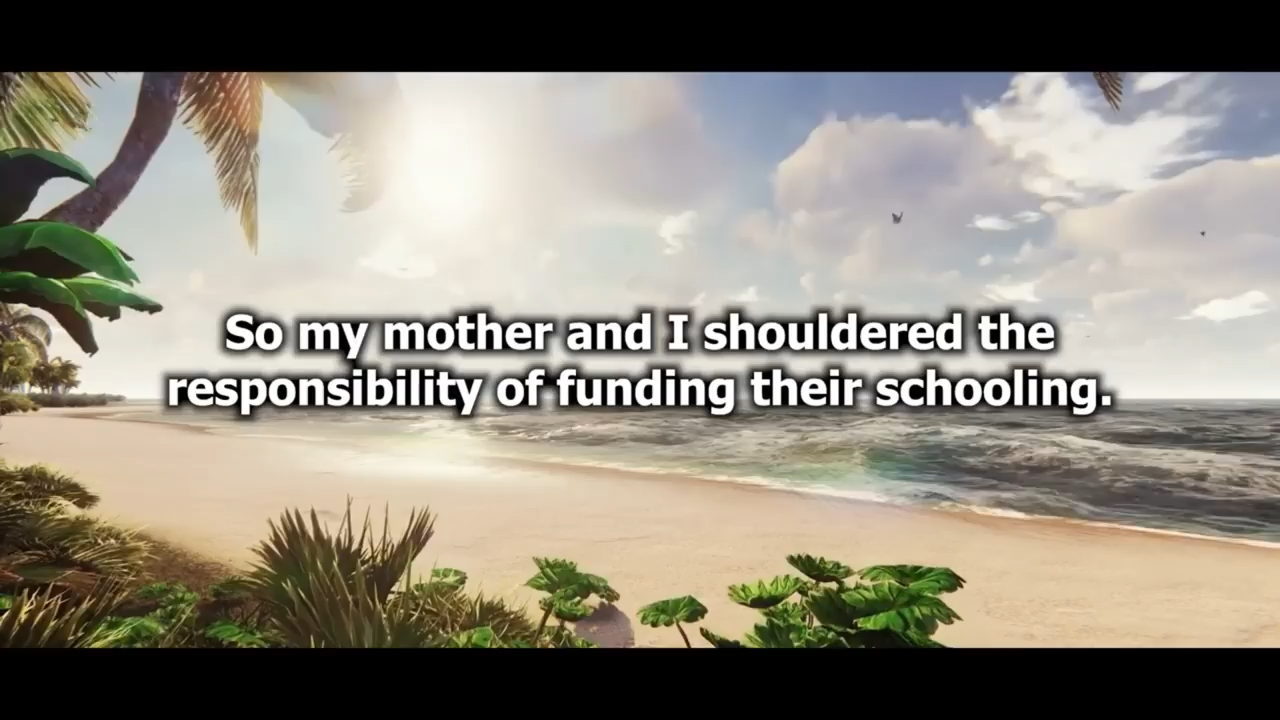 So my mother and I shouldered the
responsibility of funding their schooling.